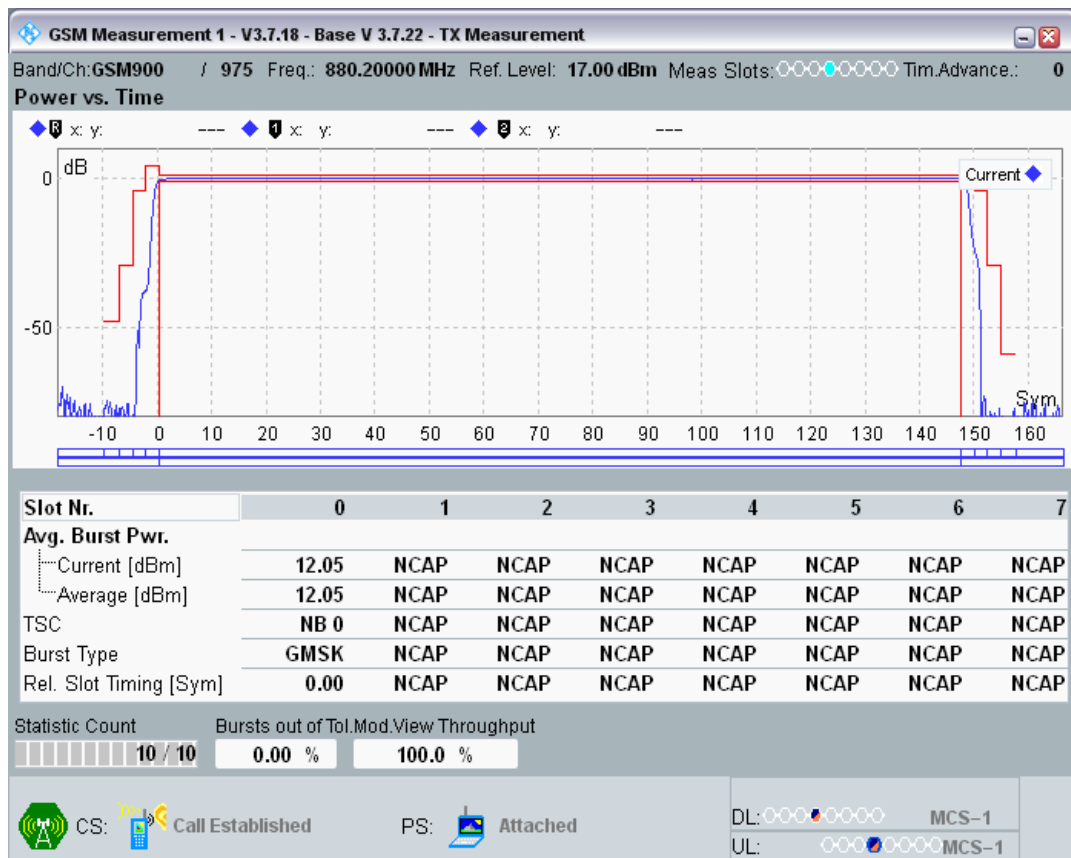 GSM Measurement 1 - V3.7.18 - Base V 3.7.22 - TX Measurement
Band/Ch:GSM900 / 975 Freq.: 880.20000 MHz Ref. Level: 17.00 dBm Meas Slots: Tim.Advance.: 0
Power vs. Time
R x: y: --- 1 x: y: --- 2 x: y: ---
dB
Current
0
-50
Sym
-10 0 10 20 30 40 50 60 70 80 90 100 110 120 130 140 150 160
Slot Nr. 0 1 2 3 4 5 6 7
Avg. Burst Pwr.
Current [dBm] 12.05 NCAP NCAP NCAP NCAP NCAP NCAP NCAP
Average [dBm] 12.05 NCAP NCAP NCAP NCAP NCAP NCAP NCAP
TSC NB 0 NCAP NCAP NCAP NCAP NCAP NCAP NCAP
Burst Type GMSK NCAP NCAP NCAP NCAP NCAP NCAP NCAP
Rel. Slot Timing [Sym] 0.00 NCAP NCAP NCAP NCAP NCAP NCAP NCAP
Statistic Count Bursts out of Tol. Mod.View Throughput
10 / 10 0.00 % 100.0 %
CS: Call Established PS: Attached
DL: MCS-1
UL: MCS-1